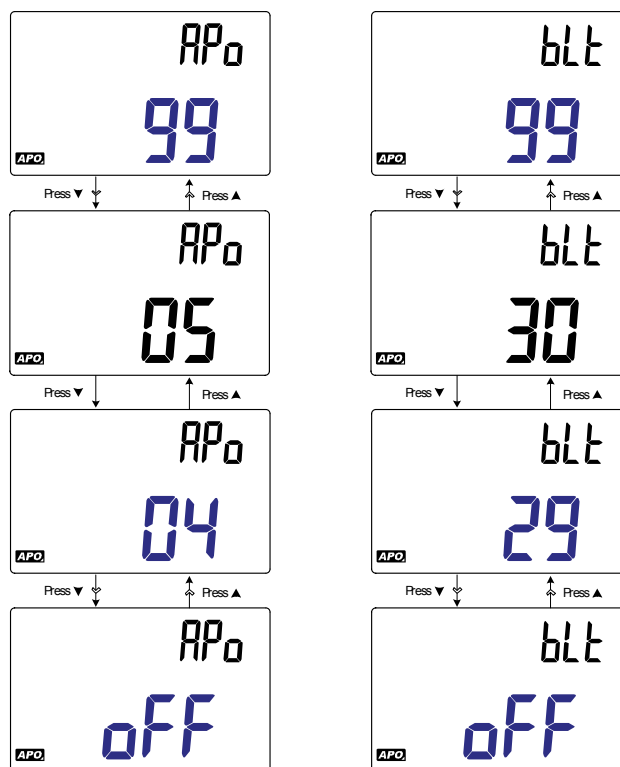 APo bLt
99 99
APO APO
Press ▼ Press ▲ Press ▼ Press ▲
APo bLt
05 30
APO APO
Press ▼ Press ▲ Press ▼ Press ▲
APo bLt
04 29
APO APO
Press ▼ Press ▲ Press ▼ Press ▲
APo bLt
oFF oFF
APO APO